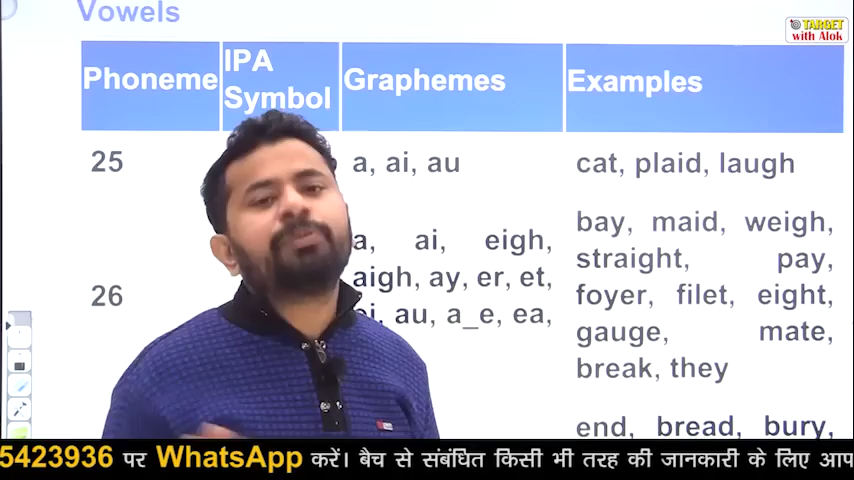 Vowels
TARGET
with Alok
Phoneme
IPA
Symbol
Graphemes
Examples
25
a, ai, au
cat, plaid, laugh
26
a, ai, eigh,
aigh, ay, er, et,
ei, au, a_e, ea,
bay, maid, weigh,
straight, pay,
foyer, filet, eight,
gauge, mate,
break, they
end, bread, bury,
5423936 पर WhatsApp करें। बैच से संबंधित किसी भी तरह की जानकारी के लिए आप